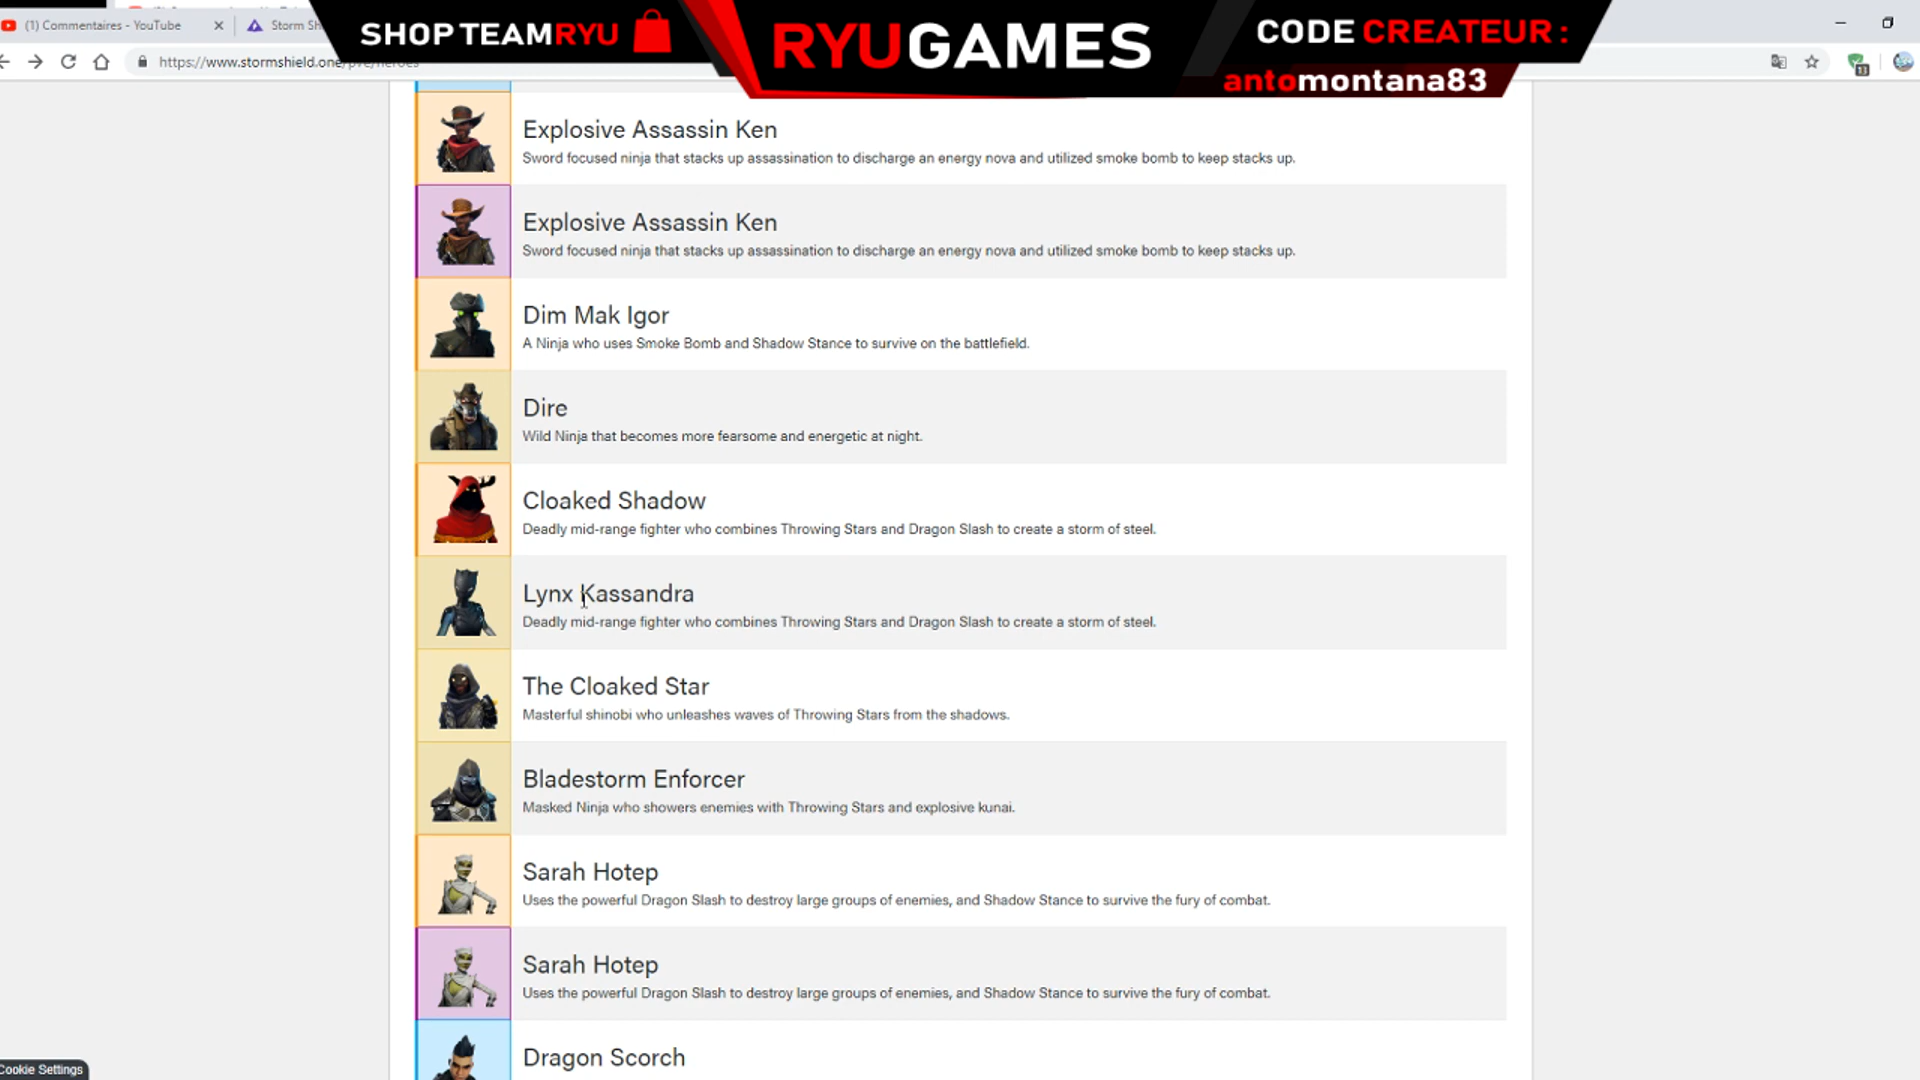 SHOP TEAMRYU
RYUGAMES
CODE CREATEUR :
antomontana83
(1) Commentaires - YouTube
Storm Sh
https://www.stormshield.one/pve/heroes
13
Explosive Assassin Ken
Sword focused ninja that stacks up assassination to discharge an energy nova and utilized smoke bomb to keep stacks up.
Explosive Assassin Ken
Sword focused ninja that stacks up assassination to discharge an energy nova and utilized smoke bomb to keep stacks up.
Dim Mak Igor
A Ninja who uses Smoke Bomb and Shadow Stance to survive on the battlefield.
Dire
Wild Ninja that becomes more fearsome and energetic at night.
Cloaked Shadow
Deadly mid-range fighter who combines Throwing Stars and Dragon Slash to create a storm of steel.
Lynx Kassandra
Deadly mid-range fighter who combines Throwing Stars and Dragon Slash to create a storm of steel.
The Cloaked Star
Masterful shinobi who unleashes waves of Throwing Stars from the shadows.
Bladestorm Enforcer
Masked Ninja who showers enemies with Throwing Stars and explosive kunai.
Sarah Hotep
Uses the powerful Dragon Slash to destroy large groups of enemies, and Shadow Stance to survive the fury of combat.
Sarah Hotep
Uses the powerful Dragon Slash to destroy large groups of enemies, and Shadow Stance to survive the fury of combat.
Dragon Scorch
Cookie Settings